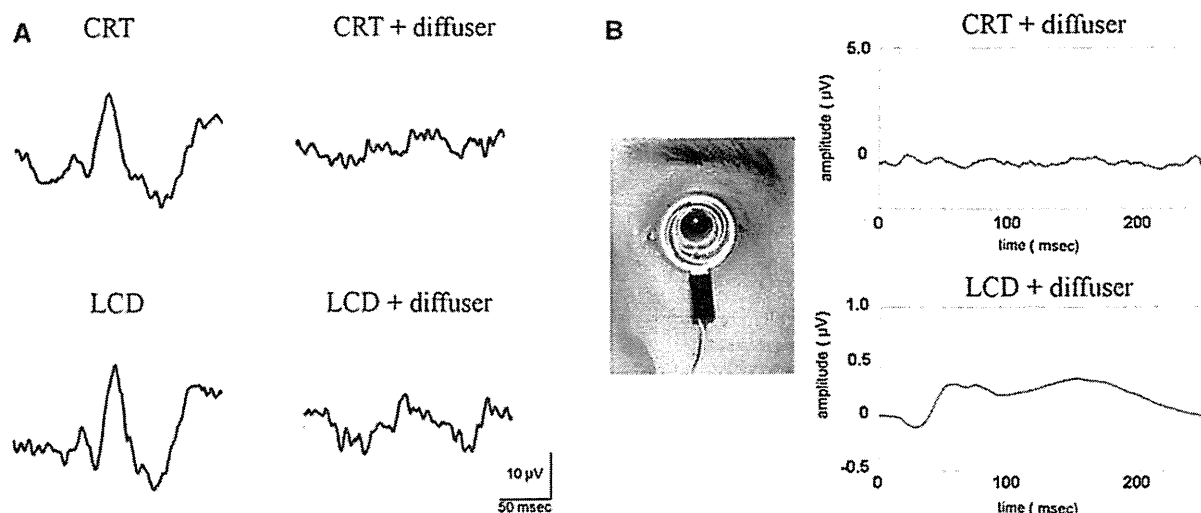 A CRT CRT + diffuser
LCD LCD + diffuser
10 µV
50 msec
B CRT + diffuser
5.0
amplitude ( µV)
0
0 100 200
time ( msec)
LCD + diffuser
1.0
0.5
amplitude ( µV)
0
-0.5
0 100 200
time ( msec)